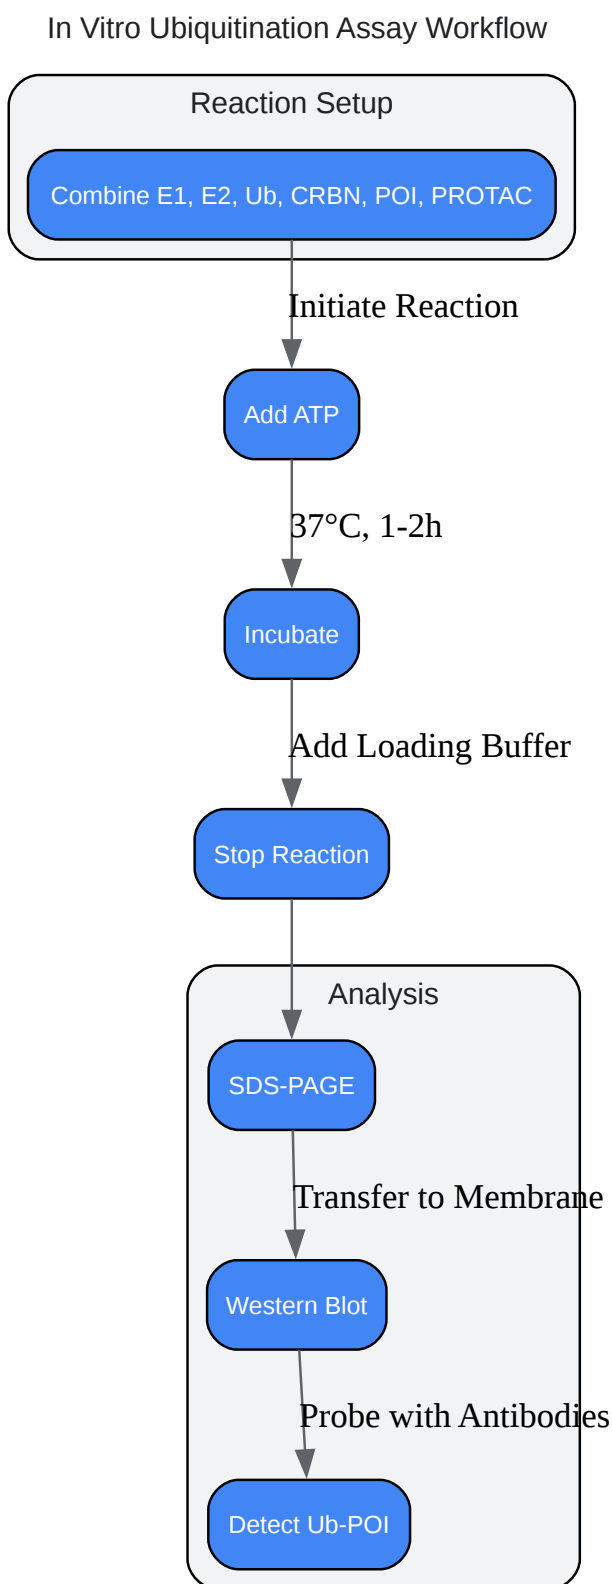 In Vitro Ubiquitination Assay Workflow
Reaction Setup
Combine E1, E2, Ub, CRBN, POI, PROTAC
Initiate Reaction
Add ATP
37°C, 1-2h
Incubate
Add Loading Buffer
Stop Reaction
Analysis
SDS-PAGE
Transfer to Membrane
Western Blot
Probe with Antibodies
Detect Ub-POI